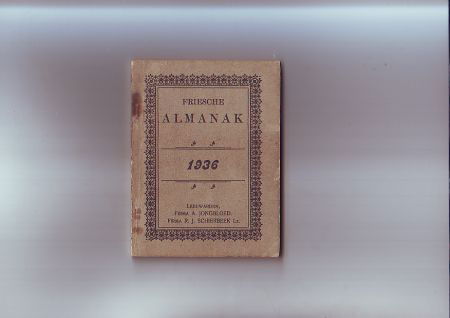 FRIESCHE
ALMANAK
1936
LEEUWARDEN,
FIRMA A. JONGBLOED.
FIRMA R. J. SCHIERBEEK Lz.